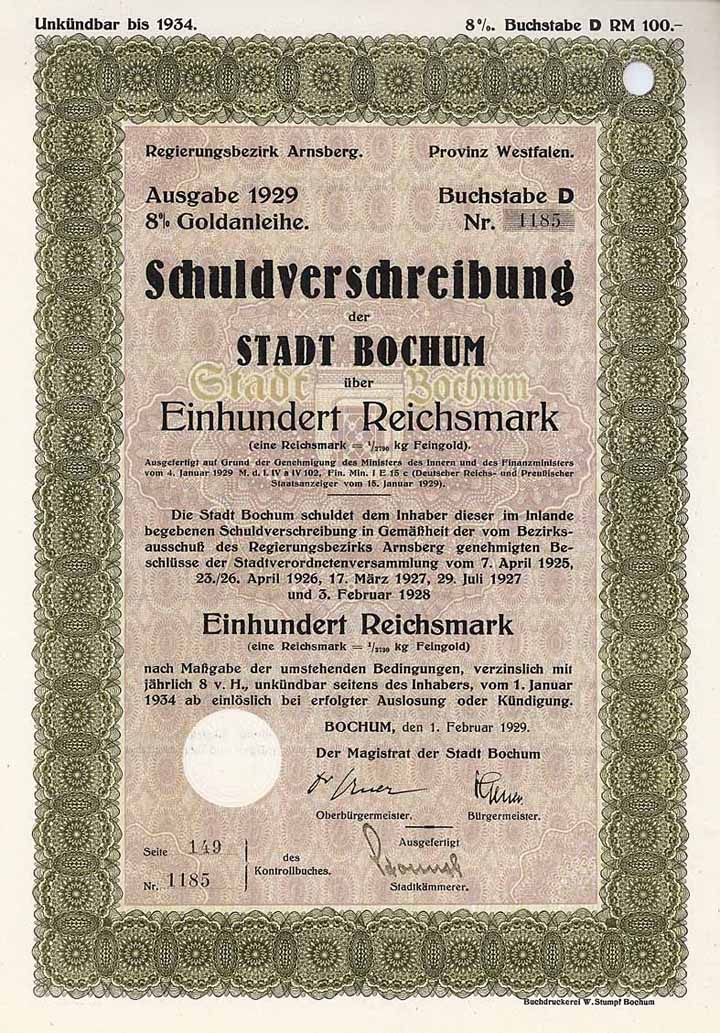 Unkündbar bis 1934. 8%. Buchstabe D RM 100.–
Regierungsbezirk Arnsberg. Provinz Westfalen.
Ausgabe 1929 Buchstabe D
8% Goldanleihe. Nr. 1185
Schuldverschreibung
der
STADT BOCHUM
Stadt Bochum
über
Einhundert Reichsmark
(eine Reichsmark = 1/2790 kg Feingold).
Ausgefertigt auf Grund der Genehmigung des Ministers des Innern und des Finanzministers
vom 4. Januar 1929 M. d. I. IV a IV 102, Fin. Min. I E 15 c (Deutscher Reichs- und Preußischer
Staatsanzeiger vom 15. Januar 1929).
Die Stadt Bochum schuldet dem Inhaber dieser im Inlande
begebenen Schuldverschreibung in Gemäßheit der vom Bezirks-
ausschuß des Regierungsbezirks Arnsberg genehmigten Be-
schlüsse der Stadtverordnetenversammlung vom 7. April 1925,
23./26. April 1926, 17. März 1927, 29. Juli 1927
und 3. Februar 1928
Einhundert Reichsmark
(eine Reichsmark = 1/2790 kg Feingold)
nach Maßgabe der umstehenden Bedingungen, verzinslich mit
jährlich 8 v. H., unkündbar seitens des Inhabers, vom 1. Januar
1934 ab einlöslich bei erfolgter Auslosung oder Kündigung.
BOCHUM, den 1. Februar 1929.
Der Magistrat der Stadt Bochum
Oberbürgermeister. Bürgermeister.
Seite 149
des
Kontrollbuches.
Nr. 1185
Ausgefertigt
Stadtkämmerer.
Buchdruckerei W. Stumpf Bochum